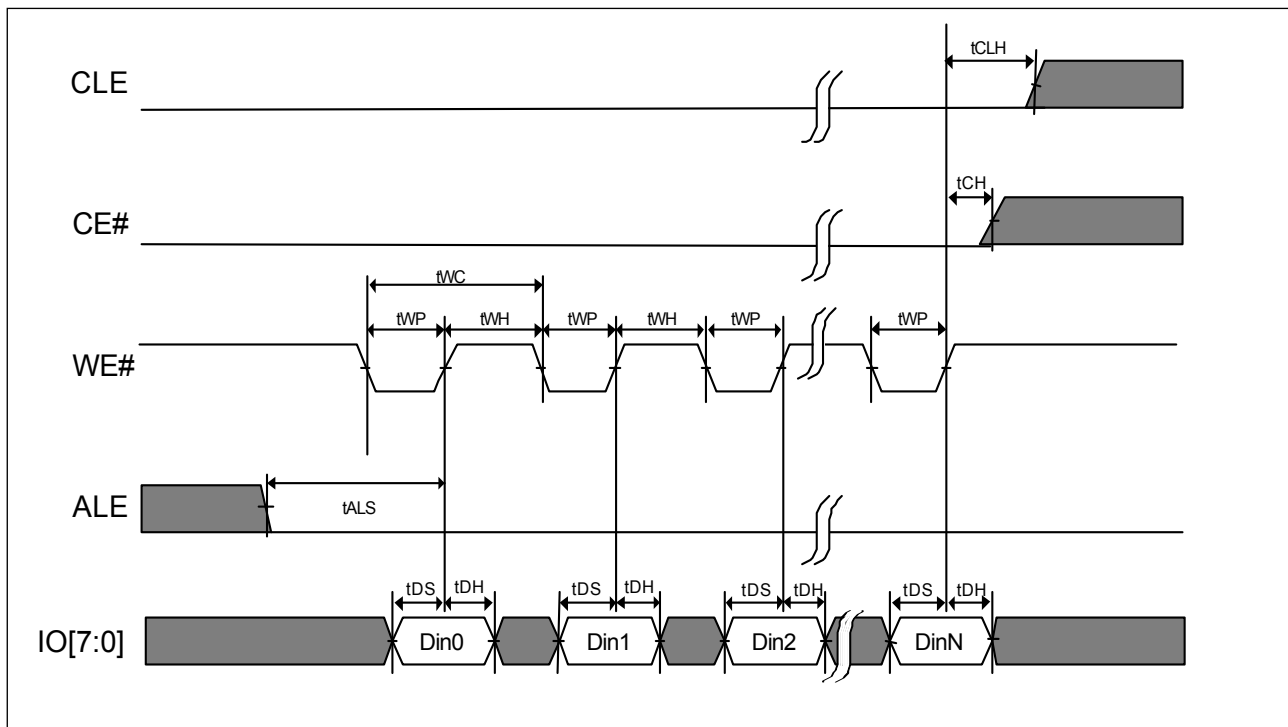 tCLH
CLE
tCH
CE#
tWC
tWP tWH tWP tWH tWP tWP
WE#
ALE
tALS
tDS tDH tDS tDH tDS tDH tDS tDH
IO[7:0] Din0 Din1 Din2 DinN